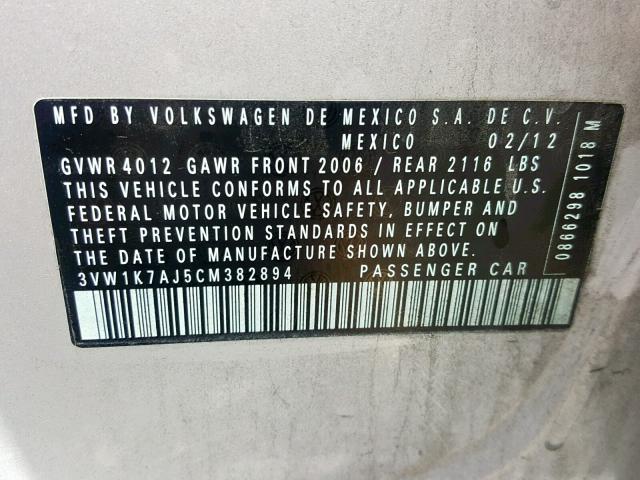 MFD BY VOLKSWAGEN DE MEXICO S.A. DE C.V.
MEXICO 02/12
GVWR 4012 GAWR FRONT 2006 / REAR 2116 LBS
THIS VEHICLE CONFORMS TO ALL APPLICABLE U.S.
FEDERAL MOTOR VEHICLE SAFETY, BUMPER AND
THEFT PREVENTION STANDARDS IN EFFECT ON
THE DATE OF MANUFACTURE SHOWN ABOVE.
3VW1K7AJ5CM382894 PASSENGER CAR
0866298 1018 M